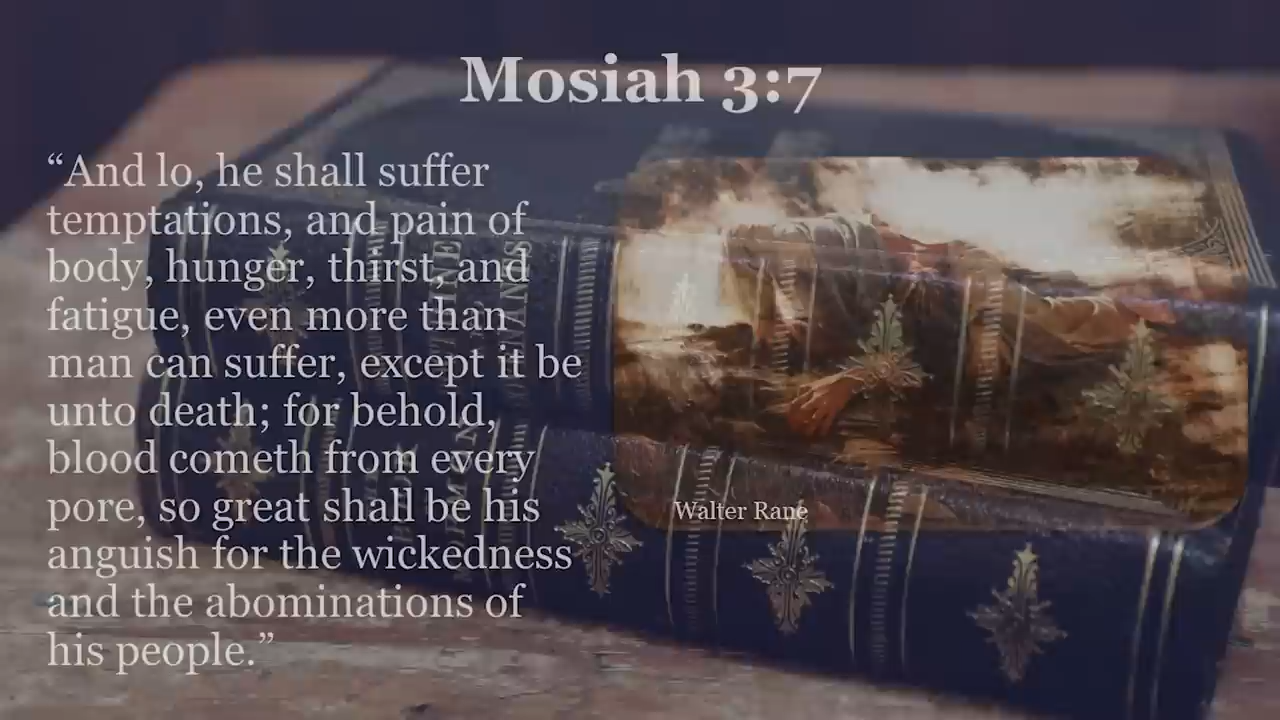 Mosiah 3:7
“And lo, he shall suffer
temptations, and pain of
body, hunger, thirst, and
fatigue, even more than
man can suffer, except it be
unto death; for behold,
blood cometh from every
pore, so great shall be his
anguish for the wickedness
and the abominations of
his people.”
Walter Rane